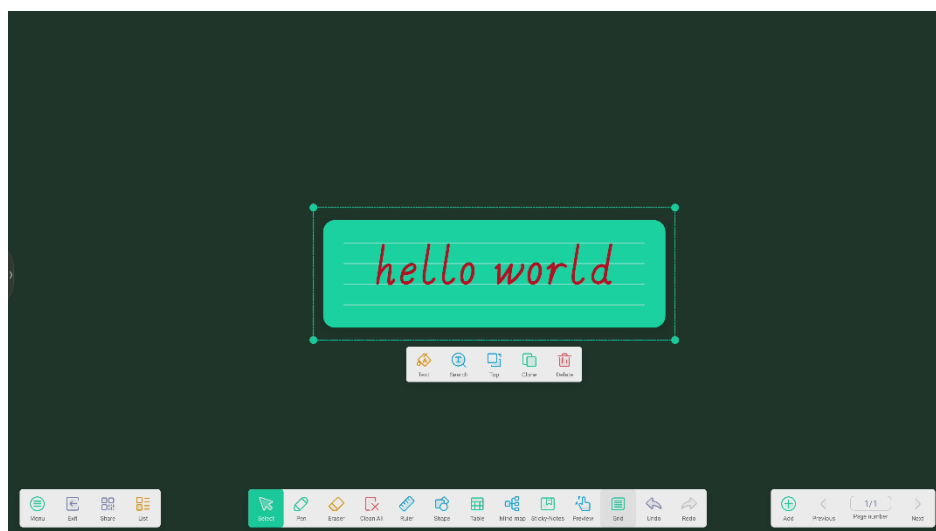 hello world
Text Search Top Clone Delete
Menu Exit Share List Select Pen Eraser Clean All Ruler Shape Table Mind map Sticky-Notes Preview Grid Undo Redo Add Previous 1/1 Page number Next